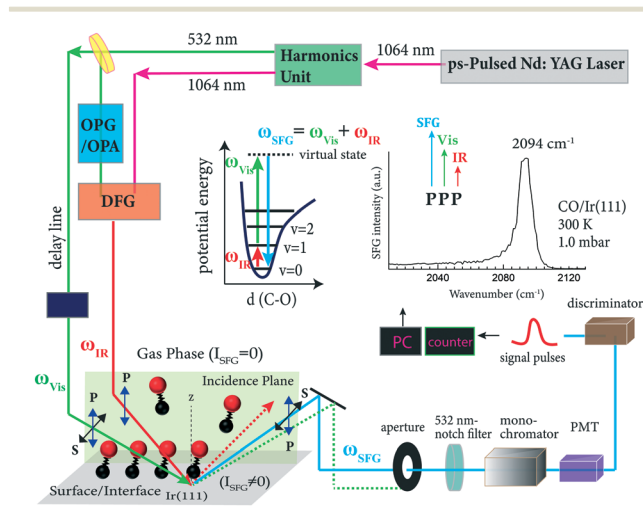 532 nm
1064 nm
Harmonics
Unit
1064 nm
ps-Pulsed Nd: YAG Laser
OPG
/OPA
DFG
delay line
ωSFG = ωVis + ωIR
virtual state
ωVis
ωIR
potential energy
v=2
v=1
v=0
d (C-O)
SFG
Vis
IR
PPP
2094 cm⁻¹
CO/Ir(111)
300 K
1.0 mbar
SFG intensity (a.u.)
2040
2080
2120
Wavenumber (cm⁻¹)
discriminator
PC
counter
signal pulses
ωIR
ωVis
Gas Phase (ISFG=0)
Incidence Plane
P
S
P
z
S
P
(ISFG≠0)
Surface/Interface
Ir(111)
ωSFG
aperture
532 nm-
notch filter
mono-
chromator
PMT